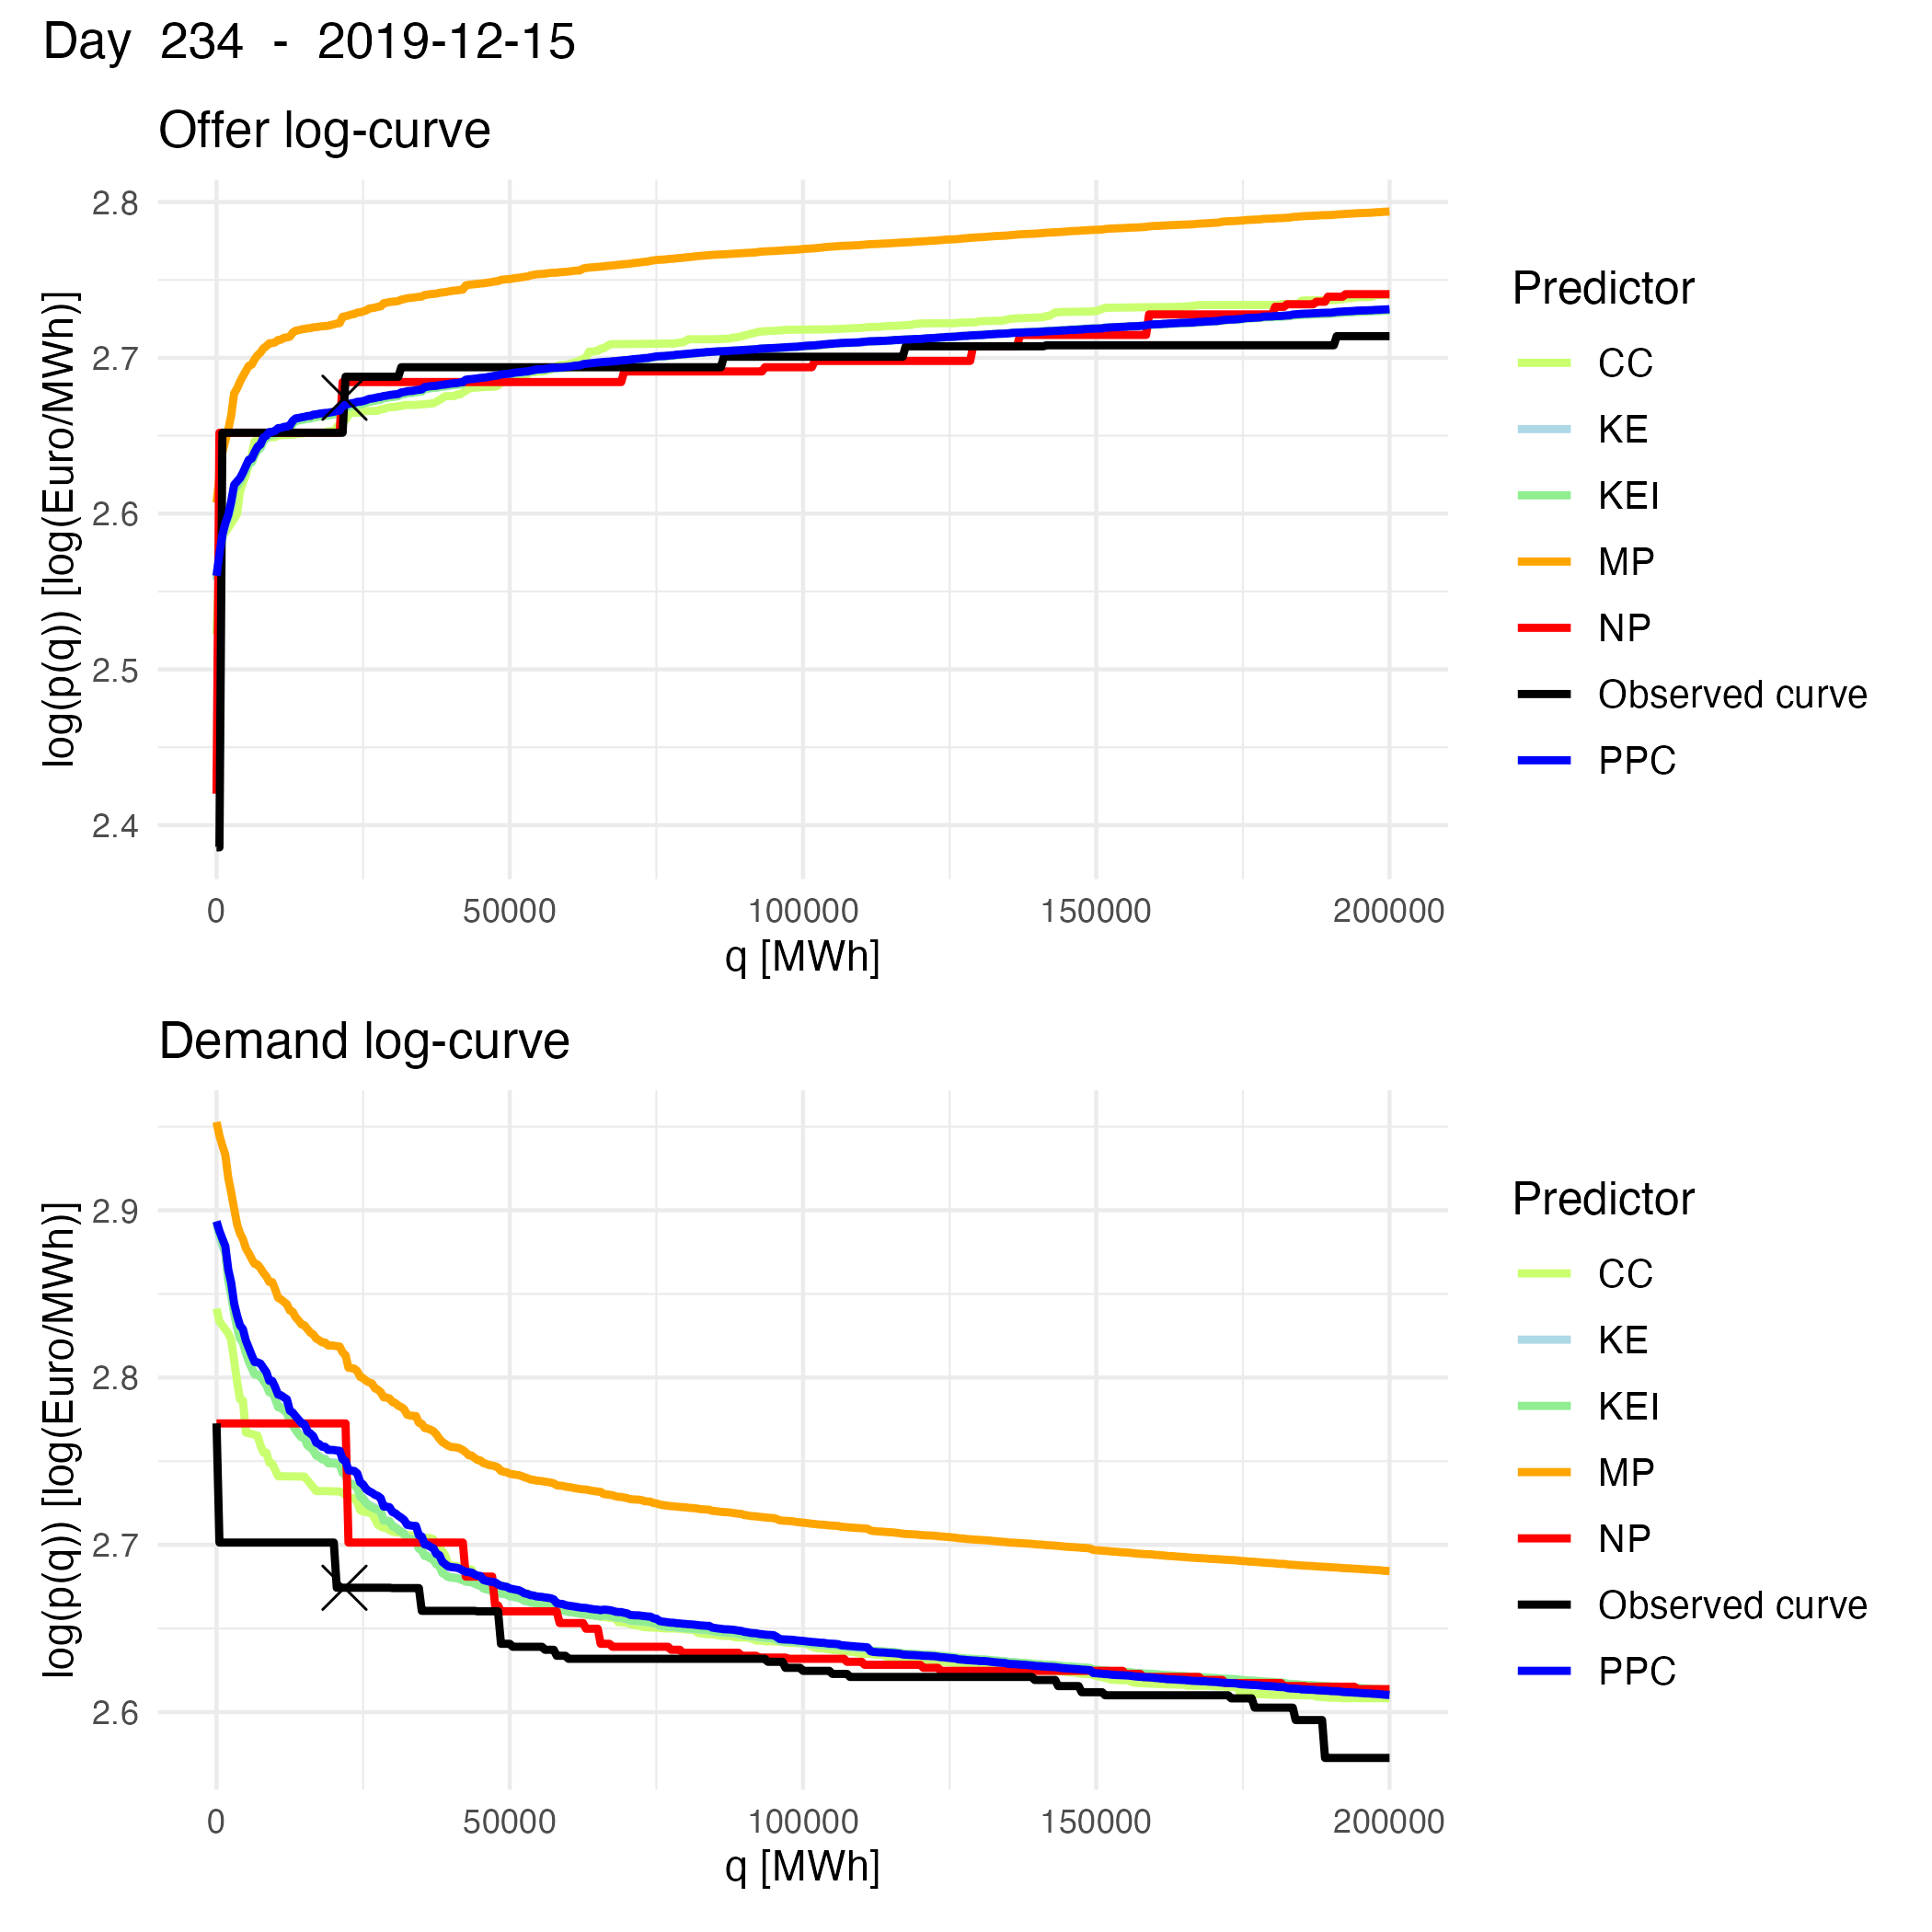 Day 234 - 2019-12-15
Offer log-curve
log(p(q)) [log(Euro/MWh)]
2.8
2.7
2.6
2.5
2.4
0 50000 100000 150000 200000
q [MWh]
Predictor
CC
KE
KEI
MP
NP
Observed curve
PPC
Demand log-curve
log(p(q)) [log(Euro/MWh)]
2.9
2.8
2.7
2.6
0 50000 100000 150000 200000
q [MWh]
Predictor
CC
KE
KEI
MP
NP
Observed curve
PPC